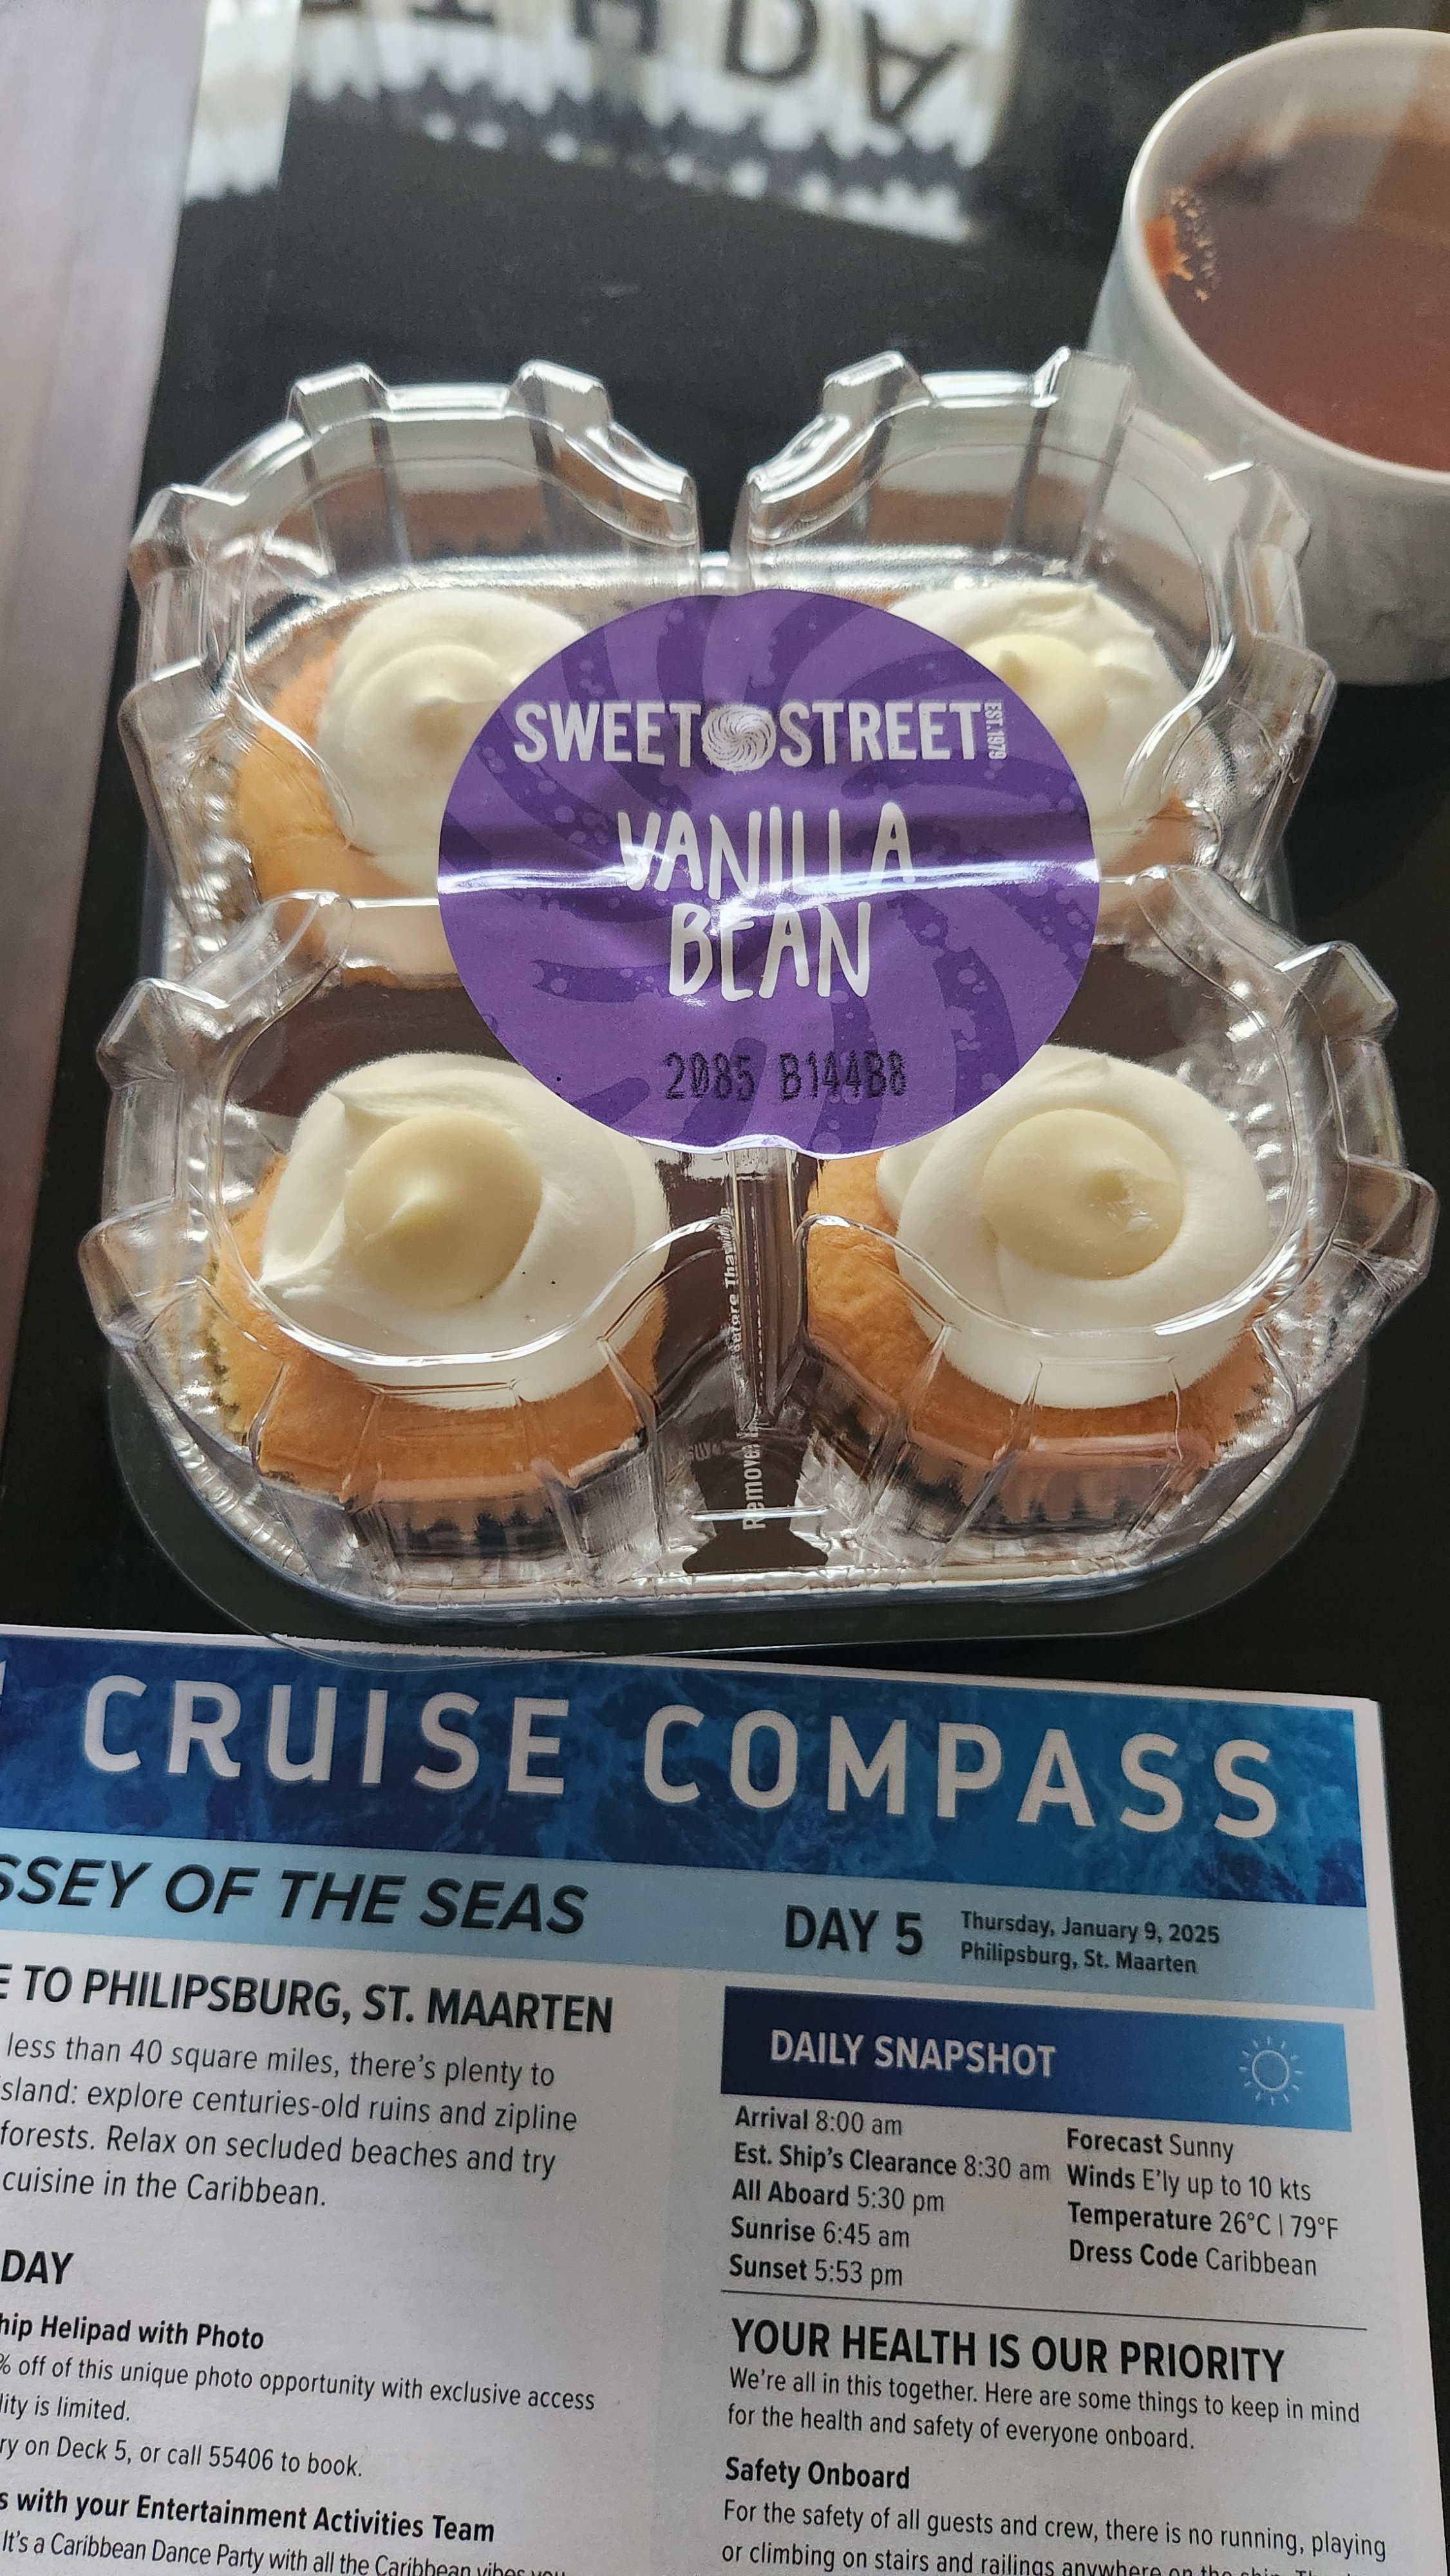 THDA
SWEET STREET EST. 1979
VANILLA
BEAN
2085 B144B8
Remove
CRUISE COMPASS
SSEY OF THE SEAS
DAY 5
Thursday, January 9, 2025
Philipsburg, St. Maarten
E TO PHILIPSBURG, ST. MAARTEN
less than 40 square miles, there's plenty to
sland: explore centuries-old ruins and zipline
forests. Relax on secluded beaches and try
cuisine in the Caribbean.
DAY
hip Helipad with Photo
% off of this unique photo opportunity with exclusive access
lity is limited.
ry on Deck 5, or call 55406 to book.
s with your Entertainment Activities Team
It's a Caribbean Dance Party with all the Caribbean vibes you
DAILY SNAPSHOT
Arrival 8:00 am
Est. Ship's Clearance 8:30 am
All Aboard 5:30 pm
Sunrise 6:45 am
Sunset 5:53 pm
Forecast Sunny
Winds E'ly up to 10 kts
Temperature 26°C | 79°F
Dress Code Caribbean
YOUR HEALTH IS OUR PRIORITY
We're all in this together. Here are some things to keep in mind
for the health and safety of everyone onboard.
Safety Onboard
For the safety of all guests and crew, there is no running, playing
or climbing on stairs and railings anywhere on the ship.